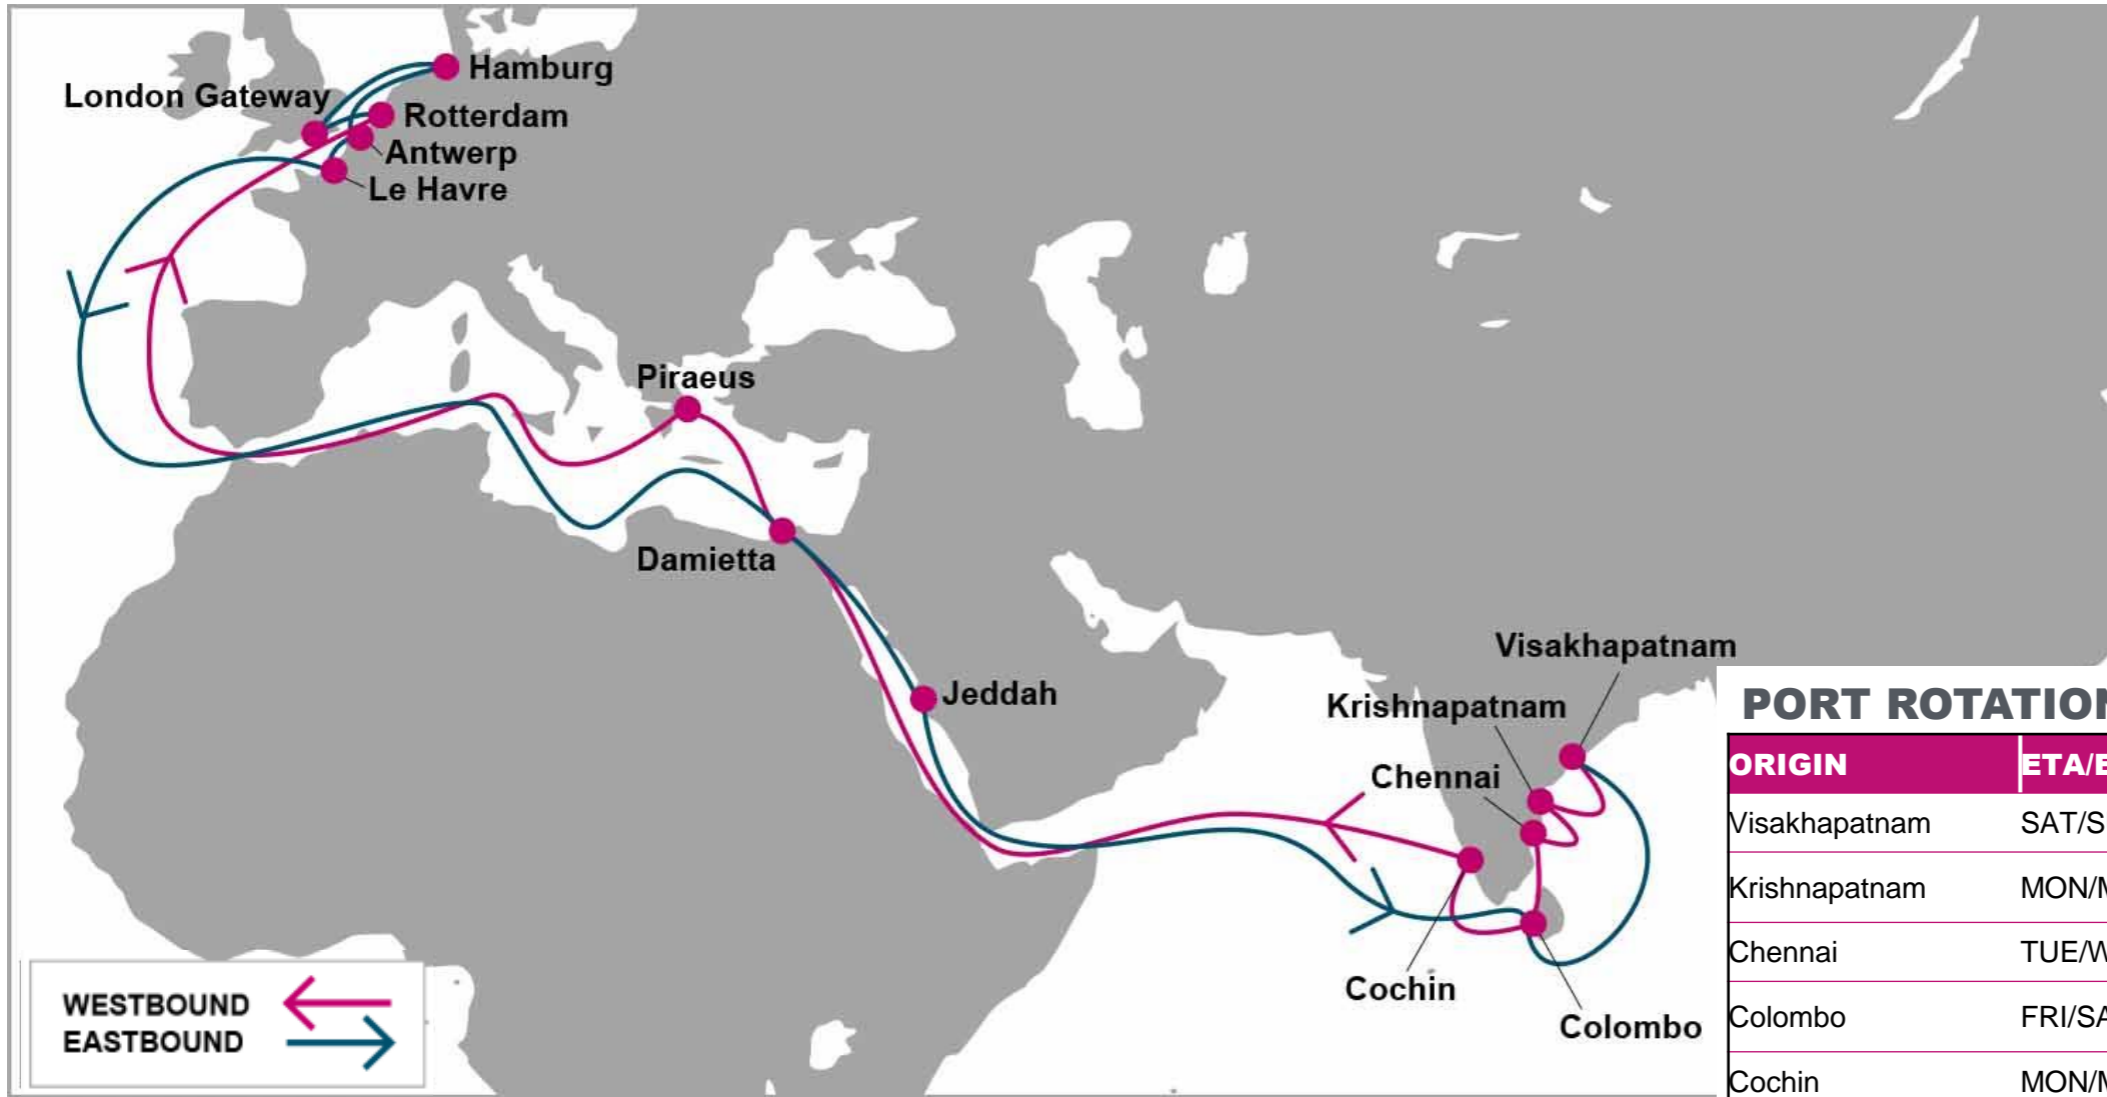 Hamburg
London Gateway
Rotterdam
Antwerp
Le Havre
Piraeus
Damietta
Jeddah
Visakhapatnam
Krishnapatnam
Chennai
Cochin
Colombo
WESTBOUND
EASTBOUND
PORT ROTATION
ORIGIN ETA/E
Visakhapatnam SAT/S
Krishnapatnam MON/M
Chennai TUE/W
Colombo FRI/SA
Cochin MON/M